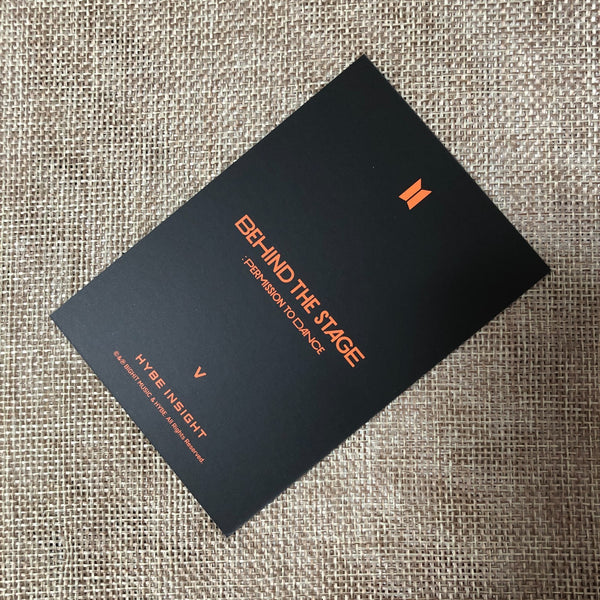 BEHIND THE STAGE
: PERMISSION TO DANCE
V
HYBE INSIGHT
©&℗ BIGHIT MUSIC & HYBE. All Rights Reserved.